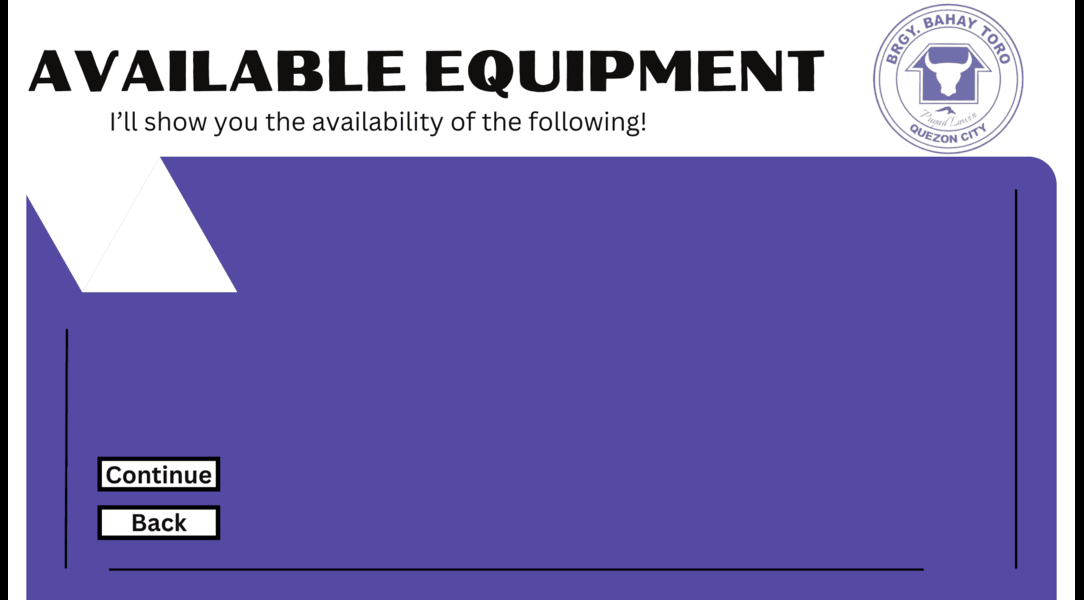 AVAILABLE EQUIPMENT
I'll show you the availability of the following!
BRGY. BAHAY TORO
QUEZON CITY
Continue
Back